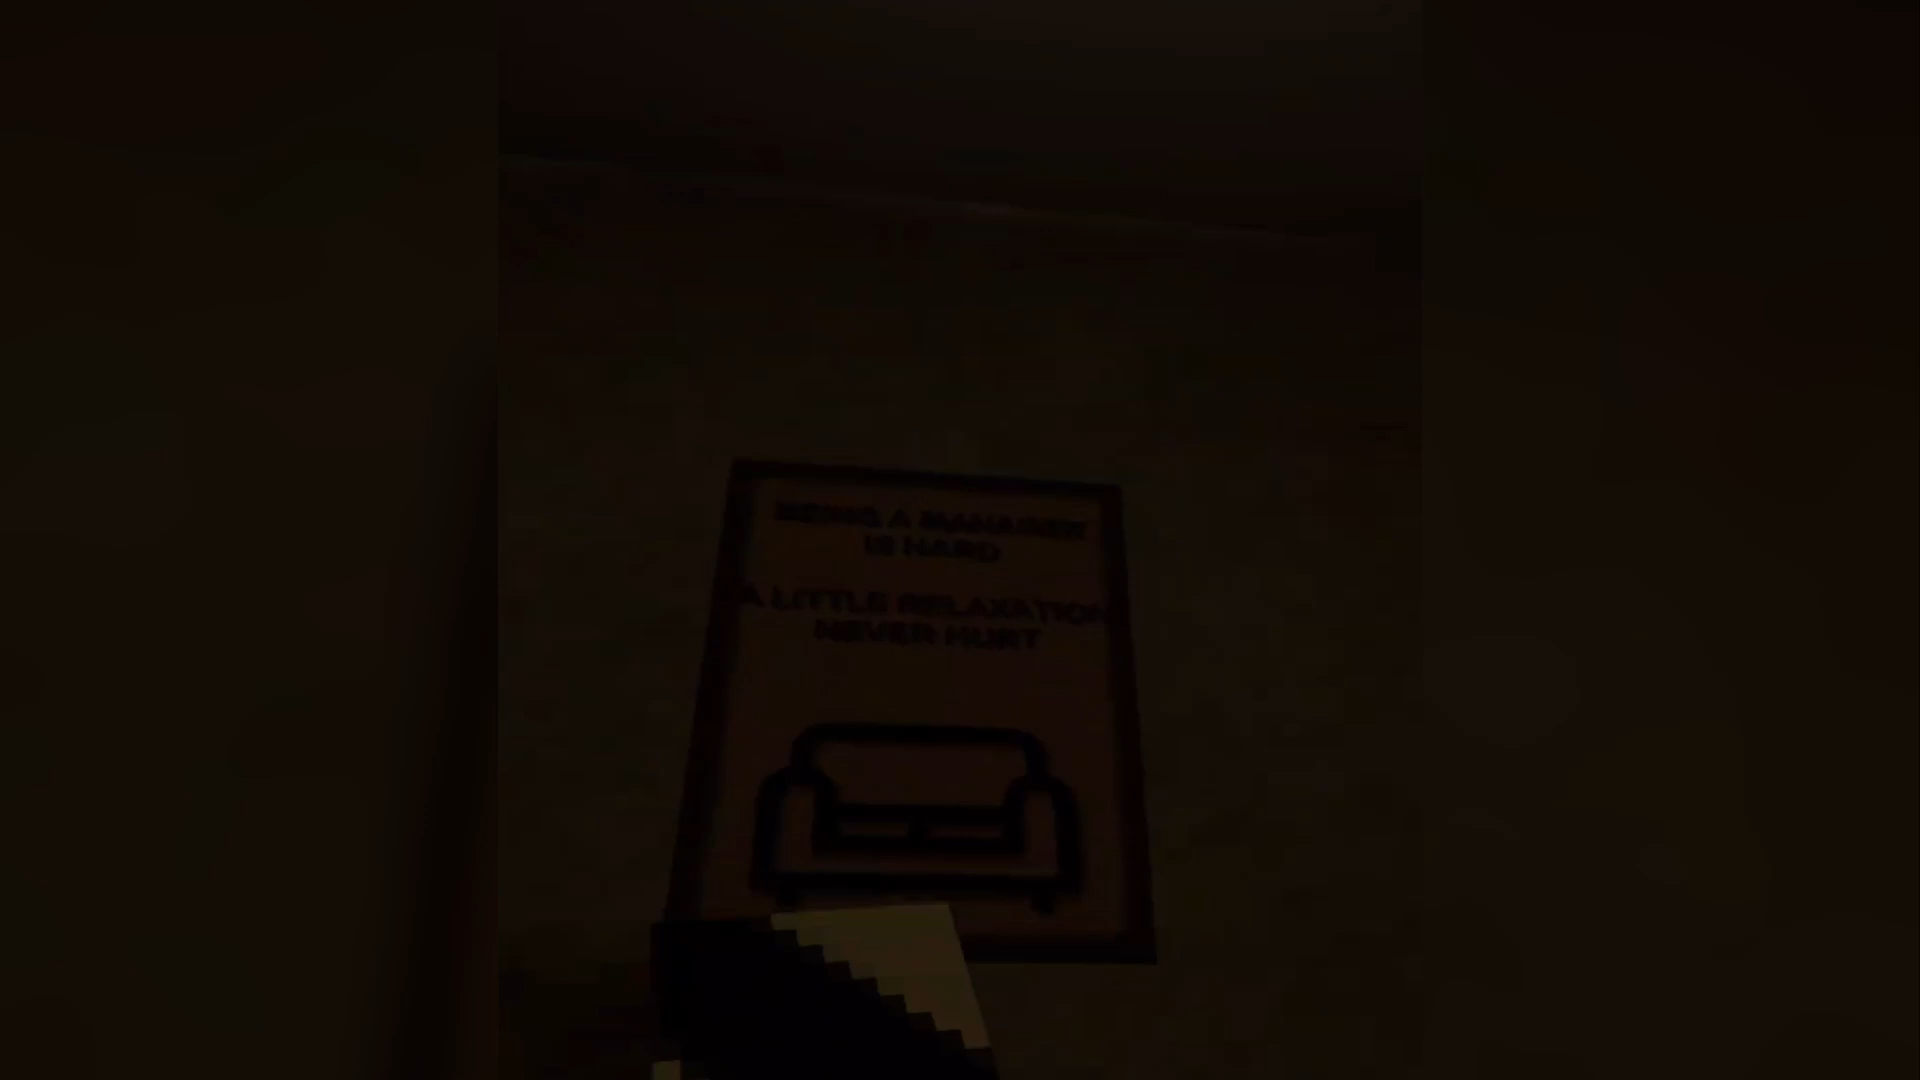 BEING A MANAGER
IS HARD
A LITTLE RELAXATION
NEVER HURT